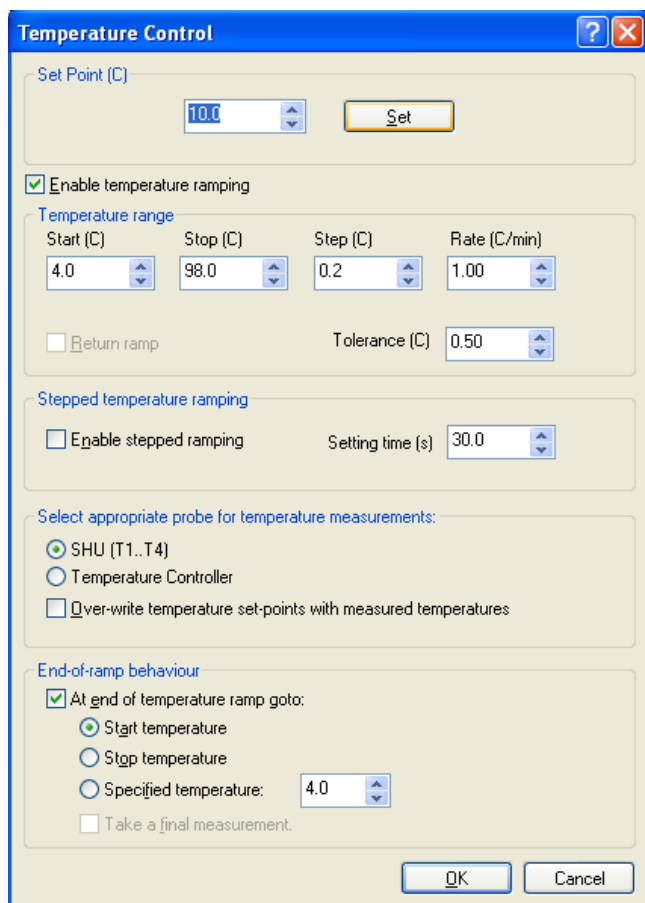 Temperature Control
Set Point (C)
10.0 Set
Enable temperature ramping
Temperature range
Start (C) Stop (C) Step (C) Rate (C/min)
4.0 98.0 0.2 1.00
Return ramp Tolerance (C) 0.50
Stepped temperature ramping
Enable stepped ramping Setting time (s) 30.0
Select appropriate probe for temperature measurements:
SHU (T1..T4)
Temperature Controller
Over-write temperature set-points with measured temperatures
End-of-ramp behaviour
At end of temperature ramp goto:
Start temperature
Stop temperature
Specified temperature: 4.0
Take a final measurement.
OK Cancel